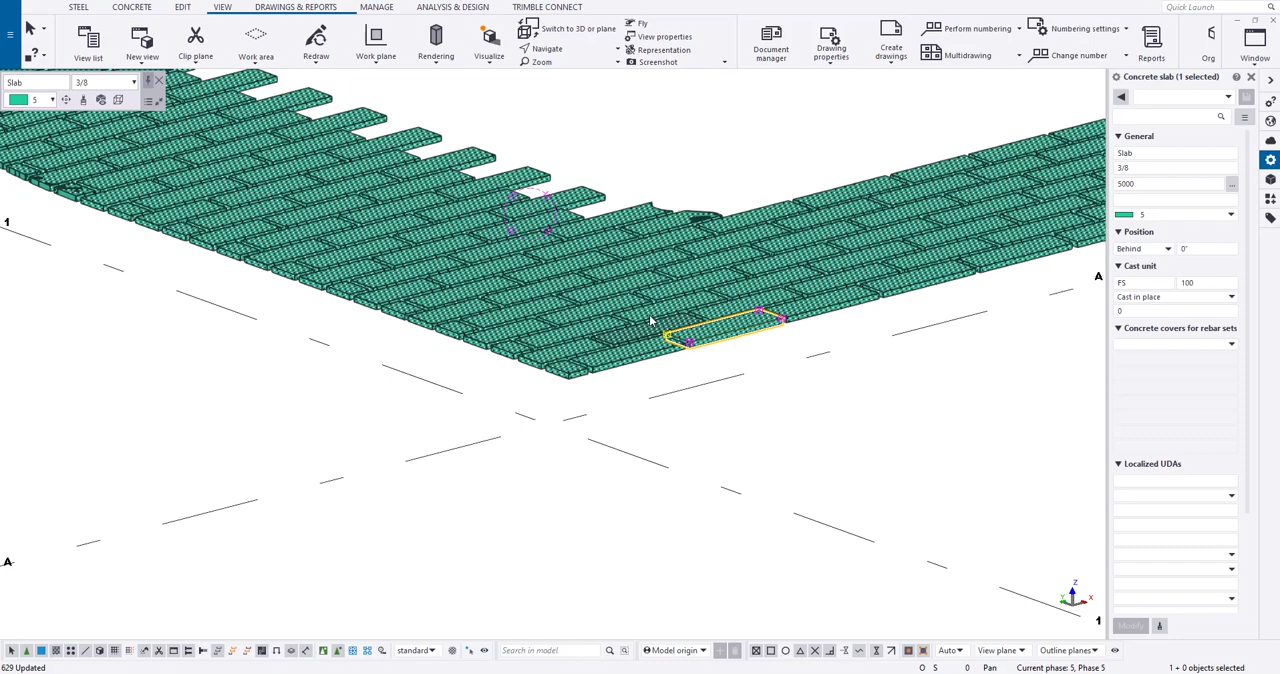 STEEL CONCRETE EDIT VIEW DRAWINGS & REPORTS MANAGE ANALYSIS & DESIGN TRIMBLE CONNECT Quick Launch
View list New view Clip plane Work area Redraw Work plane Rendering Visualize
Switch to 3D or plane
Navigate
Zoom
Fly
View properties
Representation
Screenshot
Document manager
Drawing properties
Create drawings
Perform numbering
Multidrawing
Numbering settings
Change number
Reports
Org
Window
Slab 3/8
5
1
A
A
1
Z
Y X
Concrete slab (1 selected)
General
Slab
3/8
5000
...
5
Position
Behind 0"
Cast unit
FS 100
Cast in place
0
Concrete covers for rebar sets
Localized UDAs
Modify
standard Search in model Model origin Auto View plane Outline planes
629 Updated O S 0 Pan Current phase: 5, Phase 5 1 + 0 objects selected